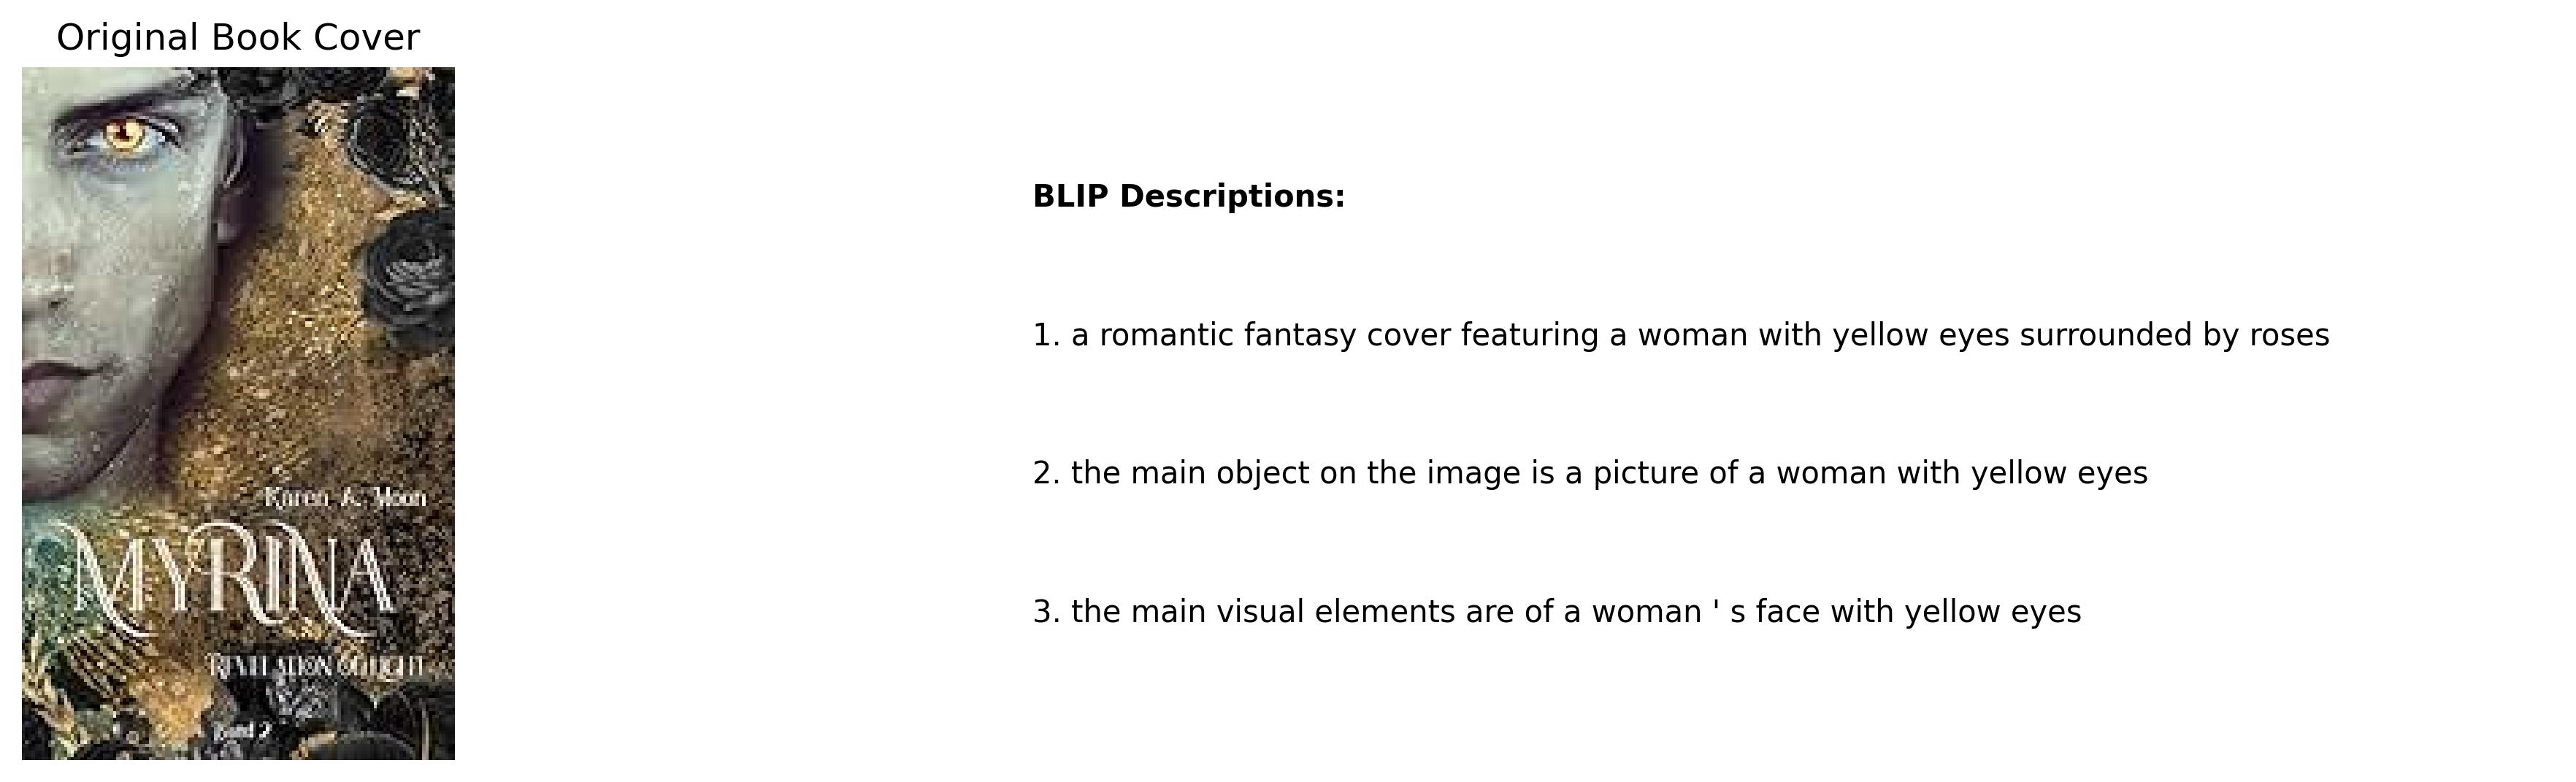 Original Book Cover
Karen A. Moon
MYRINA
REVELATION OF LIGHT
Band 2
BLIP Descriptions:
1. a romantic fantasy cover featuring a woman with yellow eyes surrounded by roses
2. the main object on the image is a picture of a woman with yellow eyes
3. the main visual elements are of a woman ' s face with yellow eyes